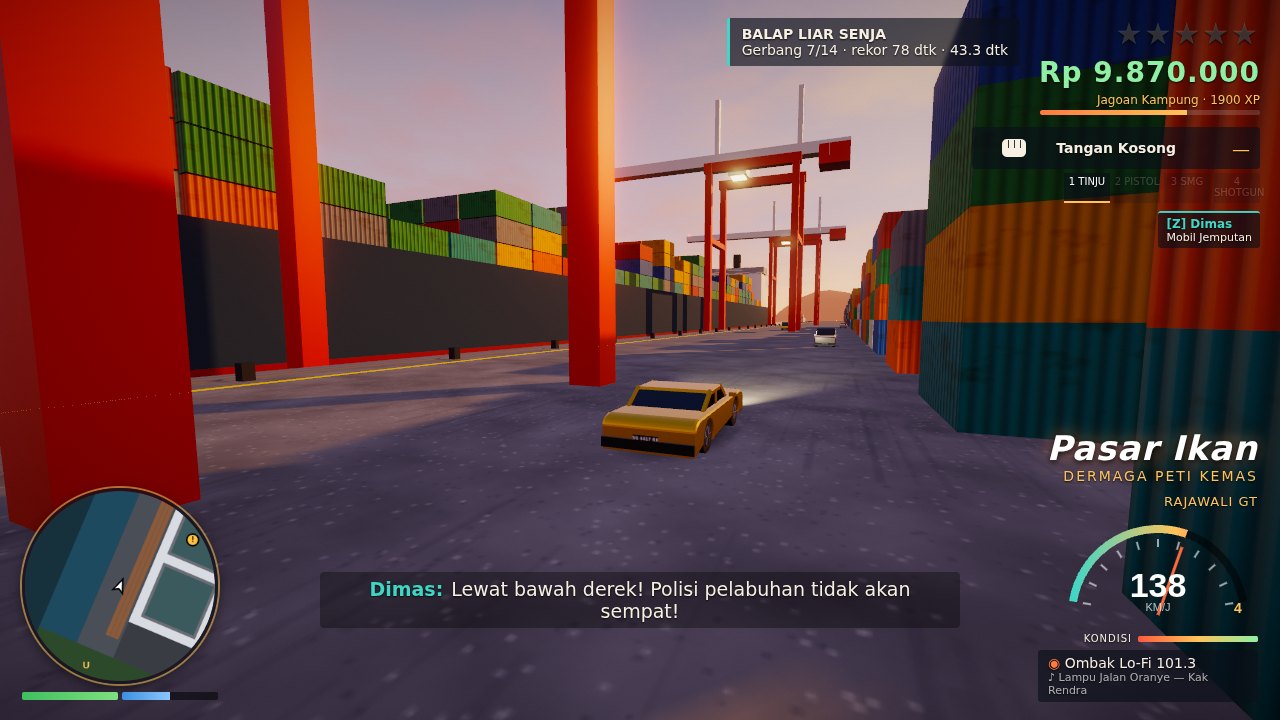 BALAP LIAR SENJA
Gerbang 7/14 · rekor 78 dtk · 43.3 dtk
Rp 9.870.000
Jagoan Kampung · 1900 XP
Tangan Kosong —
1 TINJU 2 PISTOL 3 SMG 4 SHOTGUN
[Z] Dimas
Mobil Jemputan
Pasar Ikan
DERMAGA PETI KEMAS
RAJAWALI GT
138
KM/J
4
KONDISI
Ombak Lo-Fi 101.3
♪ Lampu Jalan Oranye — Kak
Rendra
Dimas: Lewat bawah derek! Polisi pelabuhan tidak akan
sempat!
!
U